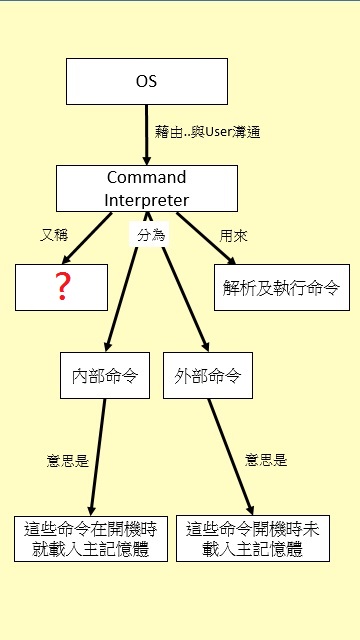 OS
藉由..與User溝通
Command
Interpreter
又稱
分為
用來
?
解析及執行命令
內部命令
外部命令
意思是
意思是
這些命令在開機時
就載入主記憶體
這些命令開機時未
載入主記憶體